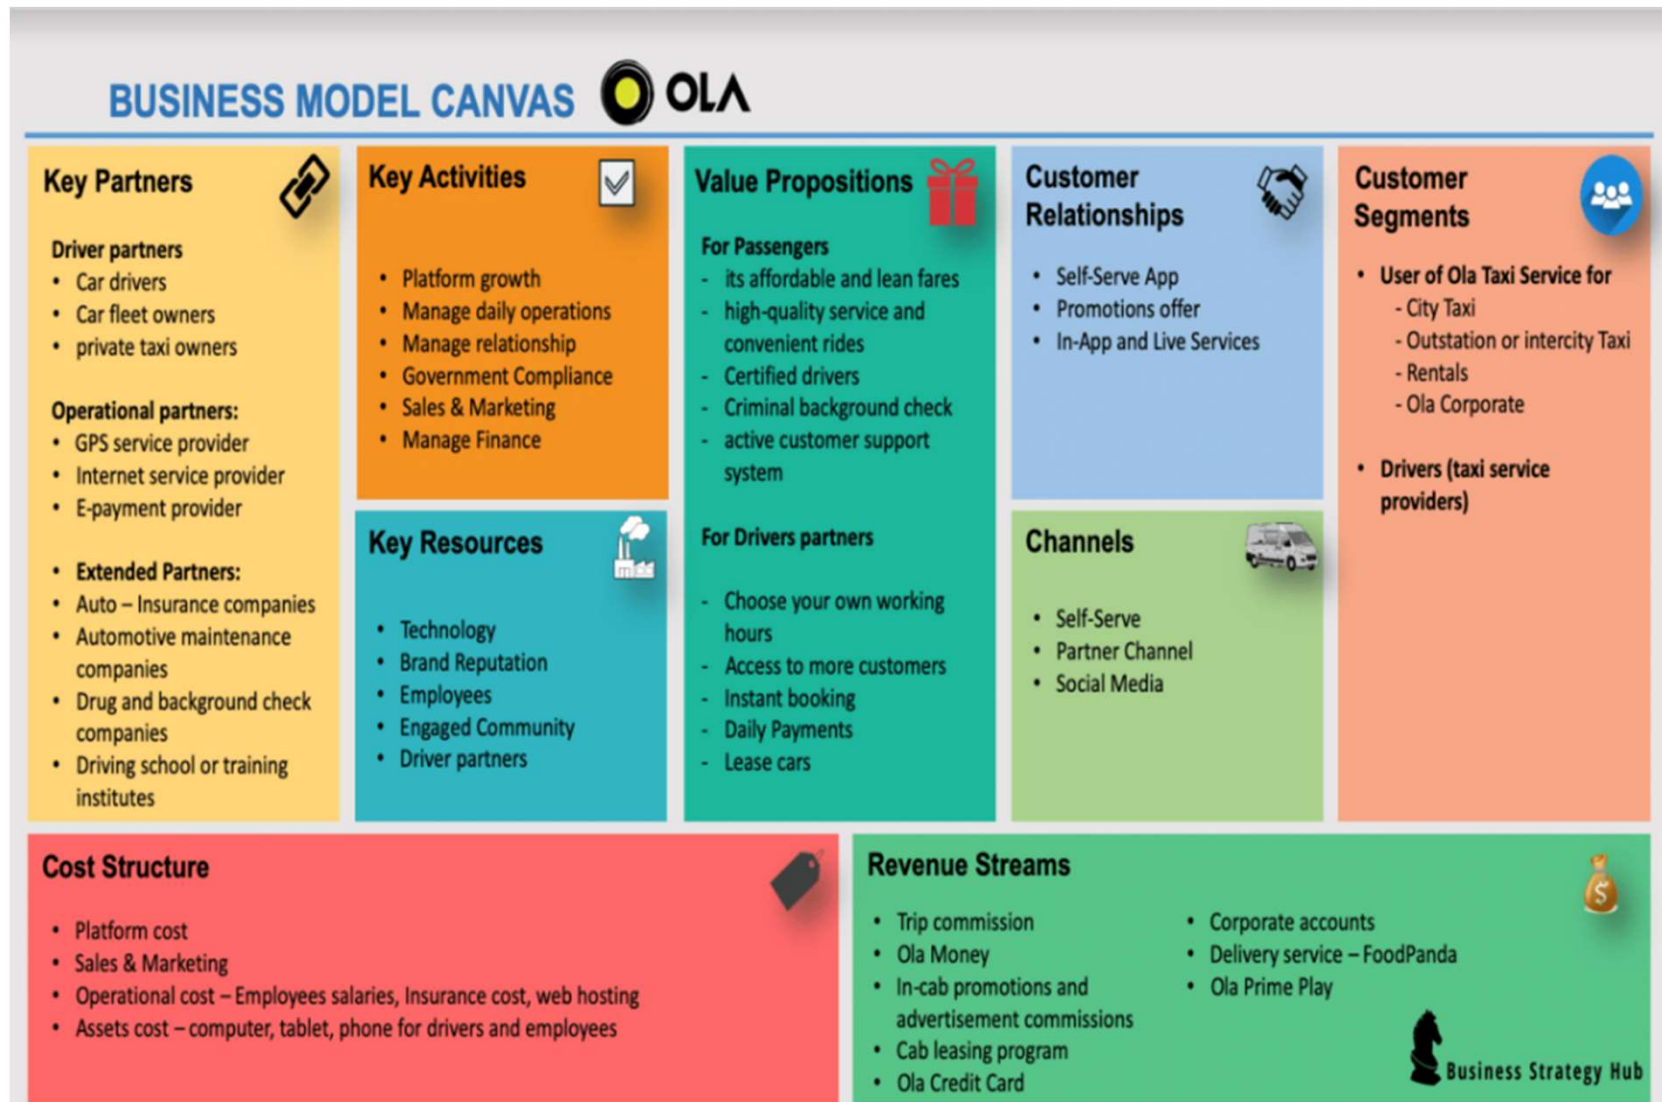 BUSINESS MODEL CANVAS OLA
Key Partners
Driver partners
• Car drivers
• Car fleet owners
• private taxi owners
Operational partners:
• GPS service provider
• Internet service provider
• E-payment provider
• Extended Partners:
• Auto – Insurance companies
• Automotive maintenance
companies
• Drug and background check
companies
• Driving school or training
institutes
Key Activities
• Platform growth
• Manage daily operations
• Manage relationship
• Government Compliance
• Sales & Marketing
• Manage Finance
Key Resources
• Technology
• Brand Reputation
• Employees
• Engaged Community
• Driver partners
Value Propositions
For Passengers
- its affordable and lean fares
- high-quality service and
convenient rides
- Certified drivers
- Criminal background check
- active customer support
system
For Drivers partners
- Choose your own working
hours
- Access to more customers
- Instant booking
- Daily Payments
- Lease cars
Customer
Relationships
• Self-Serve App
• Promotions offer
• In-App and Live Services
Channels
• Self-Serve
• Partner Channel
• Social Media
Customer
Segments
• User of Ola Taxi Service for
- City Taxi
- Outstation or intercity Taxi
- Rentals
- Ola Corporate
• Drivers (taxi service
providers)
Cost Structure
• Platform cost
• Sales & Marketing
• Operational cost – Employees salaries, Insurance cost, web hosting
• Assets cost – computer, tablet, phone for drivers and employees
Revenue Streams
• Trip commission
• Ola Money
• In-cab promotions and
advertisement commissions
• Cab leasing program
• Ola Credit Card
• Corporate accounts
• Delivery service – FoodPanda
• Ola Prime Play
$
Business Strategy Hub